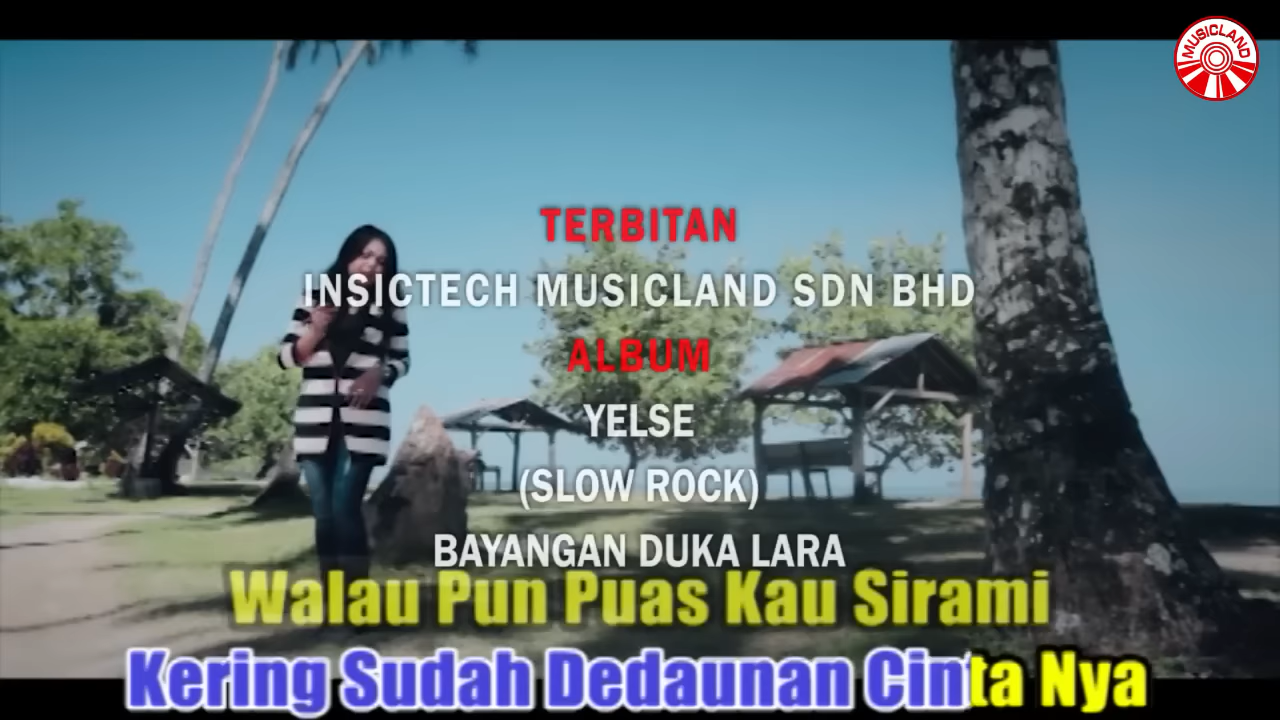 MUSICLAND
TERBITAN
INSICTECH MUSICLAND SDN BHD
ALBUM
YELSE
(SLOW ROCK)
BAYANGAN DUKA LARA
Walau Pun Puas Kau Sirami
Kering Sudah Dedaunan Cinta Nya